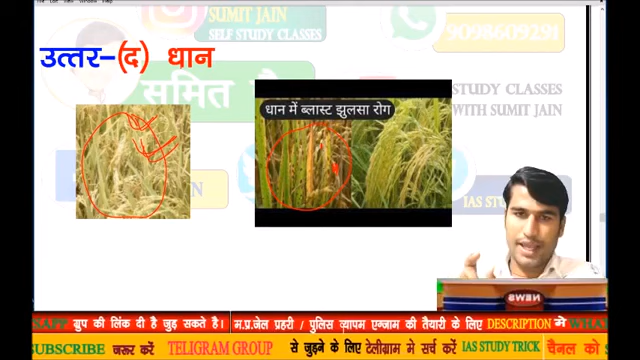 SUMIT JAIN
SELF STUDY CLASSES
9098609291
उत्तर-(द) धान
समित
STUDY CLASSES
WITH SUMIT JAIN
धान में ब्लास्ट झुलसा रोग
IAS STUDY
NEWS
ग्रुप की लिंक दी है जुड़ सकते है। म.प्र.जेल प्रहरी / पुलिस व्यापम एग्जाम की तैयारी के लिए DESCRIPTION मे
SUBSCRIBE जरूर करें TELIGRAM GROUP से जुड़ने के लिए टेलीग्राम मे सर्च करें IAS STUDY TRICK चैनल को